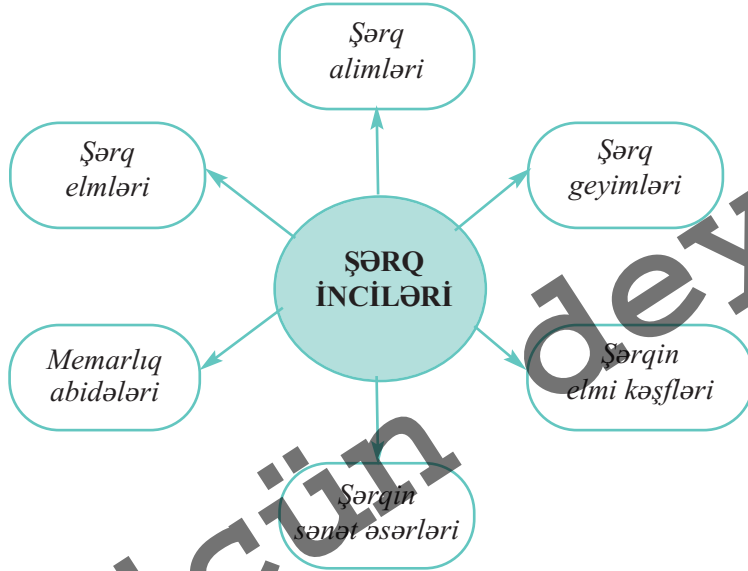 Şərq
alimləri
Şərq
elmləri
Şərq
geyimləri
ŞƏRQ
İNCİLƏRİ
Memarlıq
abidələri
Şərqin
elmi kəşfləri
Şərqin
sənət əsərləri